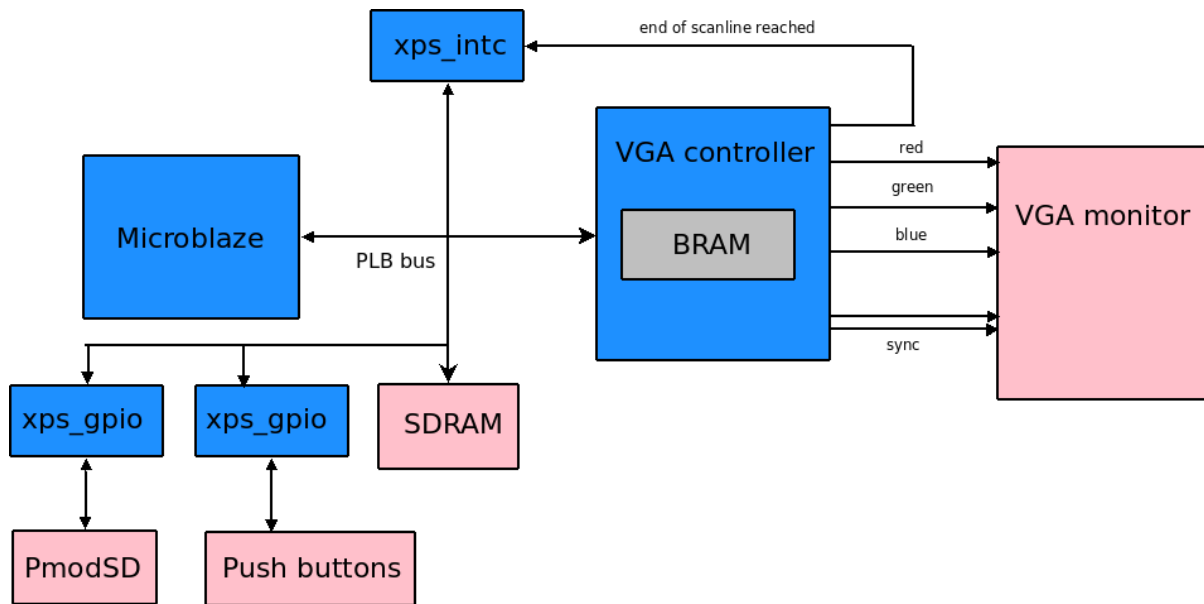 xps_intc
end of scanline reached
VGA controller
red
green
blue
VGA monitor
Microblaze
BRAM
PLB bus
sync
xps_gpio
xps_gpio
SDRAM
PmodSD
Push buttons